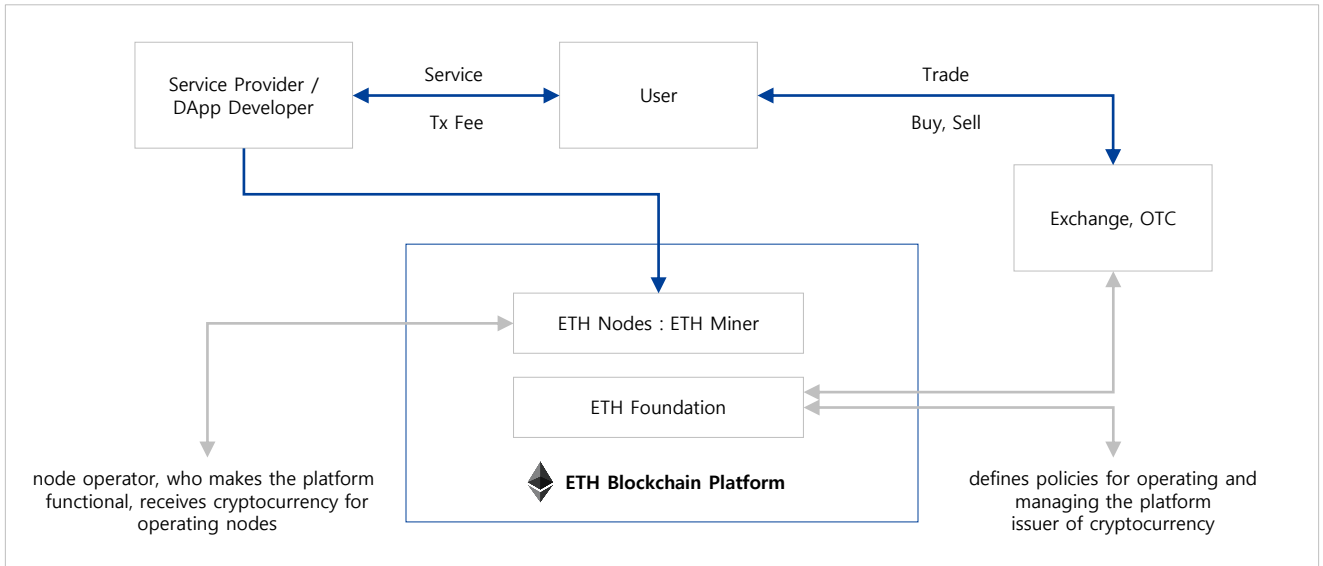 Service Provider /
DApp Developer
Service
Tx Fee
User
Trade
Buy, Sell
Exchange, OTC
ETH Nodes : ETH Miner
ETH Foundation
ETH Blockchain Platform
node operator, who makes the platform
functional, receives cryptocurrency for
operating nodes
defines policies for operating and
managing the platform
issuer of cryptocurrency